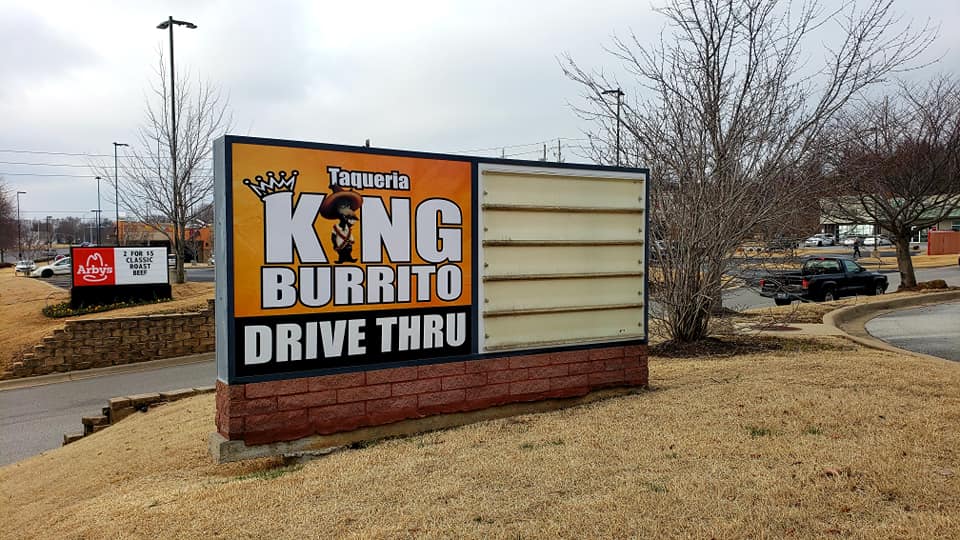 Taqueria
KING
BURRITO
DRIVE THRU
Arby's
2 FOR $5
CLASSIC
ROAST
BEEF